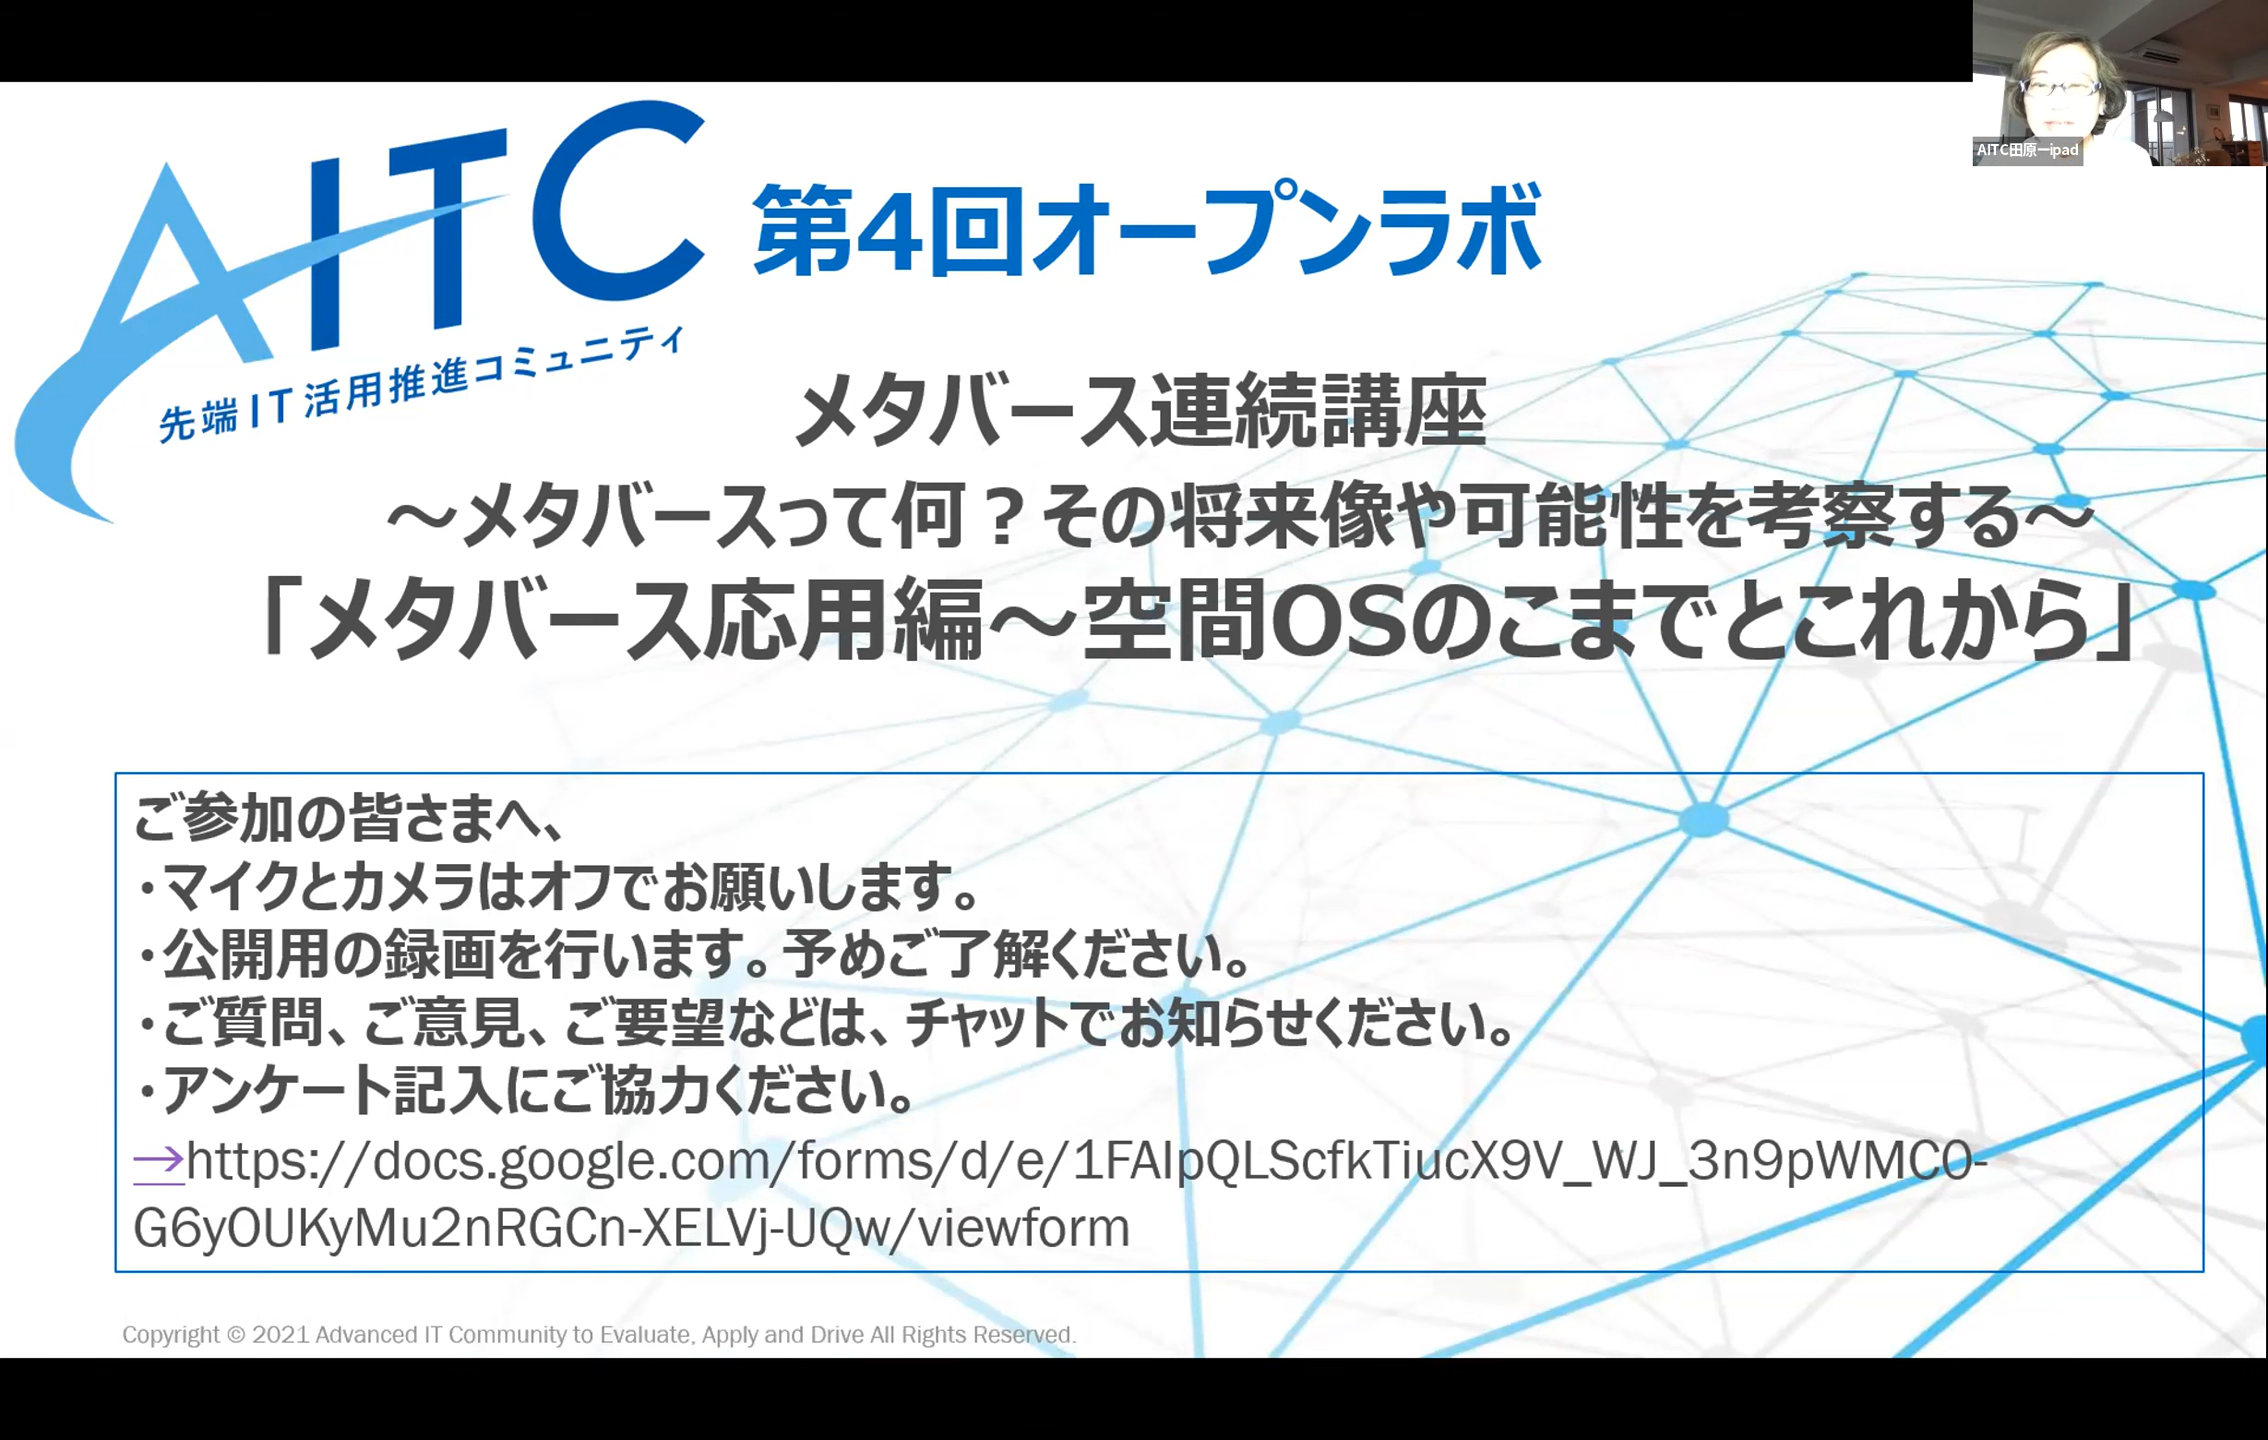 AITC田原ーipad
AITC
先端IT活用推進コミュニティ
第4回オープンラボ
メタバース連続講座
～メタバースって何？その将来像や可能性を考察する～
「メタバース応用編～空間OSのこまでとこれから」
ご参加の皆さまへ、
・マイクとカメラはオフでお願いします。
・公開用の録画を行います。予めご了解ください。
・ご質問、ご意見、ご要望などは、チャットでお知らせください。
・アンケート記入にご協力ください。
→https://docs.google.com/forms/d/e/1FAIpQLScfkTiucX9V_WJ_3n9pWMC0-
G6yOUKyMu2nRGCn-XELVj-UQw/viewform
Copyright © 2021 Advanced IT Community to Evaluate, Apply and Drive All Rights Reserved.